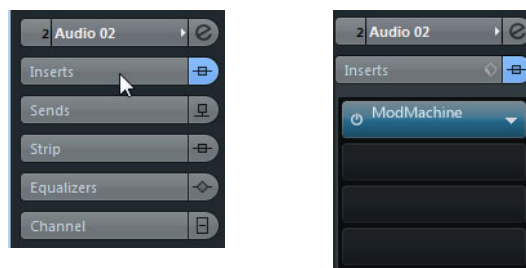 2 Audio 02
Inserts
Sends
Strip
Equalizers
Channel
2 Audio 02
Inserts
ModMachine